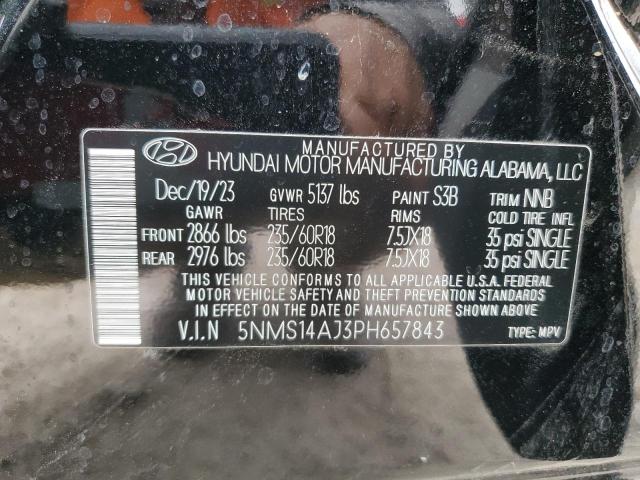 MANUFACTURED BY
HYUNDAI MOTOR MANUFACTURING ALABAMA, LLC
Dec/19/23 GVWR 5137 lbs PAINT S3B TRIM NNB
GAWR TIRES RIMS COLD TIRE INFL
FRONT 2866 lbs 235/60R18 7.5JX18 35 psi SINGLE
REAR 2976 lbs 235/60R18 7.5JX18 35 psi SINGLE
THIS VEHICLE CONFORMS TO ALL APPLICABLE U.S.A. FEDERAL
MOTOR VEHICLE SAFETY AND THEFT PREVENTION STANDARDS
IN EFFECT ON THE DATE OF MANUFACTURE SHOWN ABOVE
V.I.N 5NMS14AJ3PH657843 TYPE: MPV